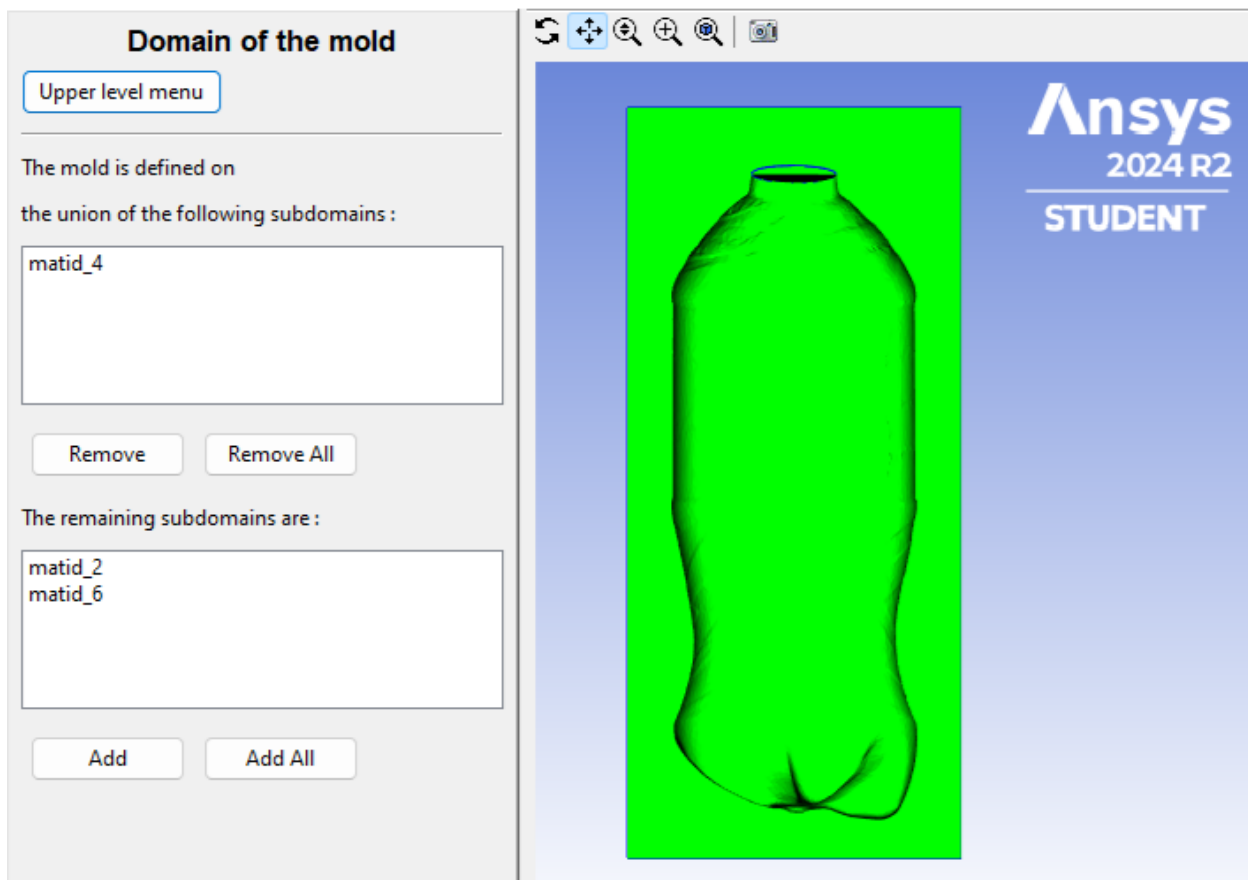 Domain of the mold
Upper level menu
The mold is defined on
the union of the following subdomains :
matid_4
Remove
Remove All
The remaining subdomains are :
matid_2
matid_6
Add
Add All
Ansys
2024 R2
STUDENT